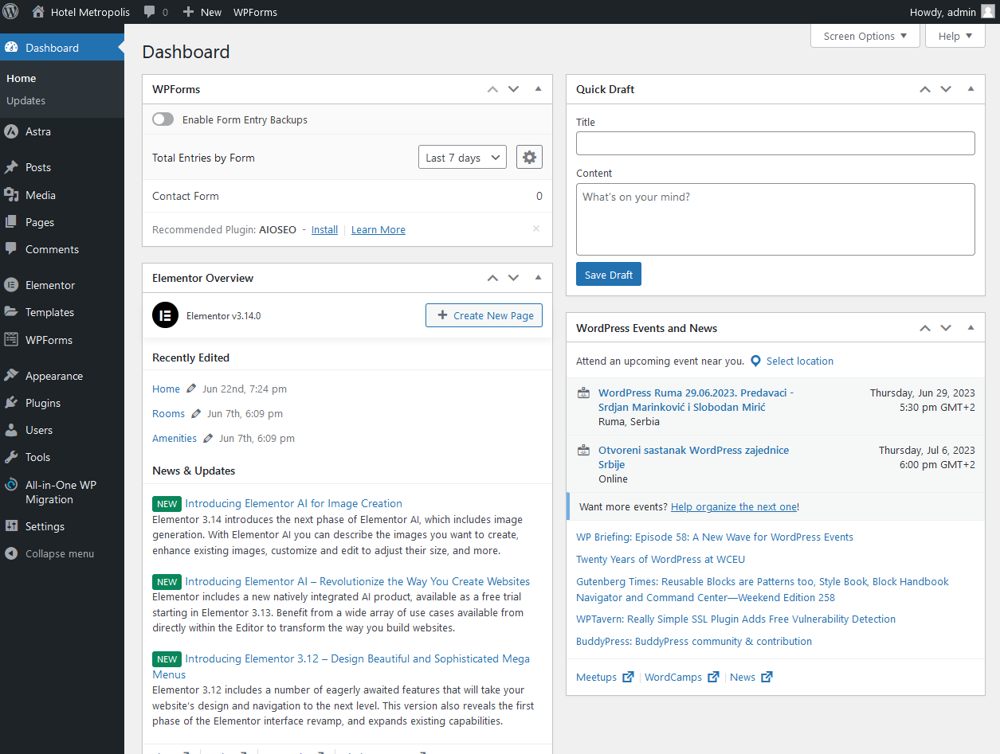 Hotel Metropolis
0
New
WPForms
Howdy, admin
Dashboard
Home
Updates
Astra
Posts
Media
Pages
Comments
Elementor
Templates
WPForms
Appearance
Plugins
Users
Tools
All-in-One WP
Migration
Settings
Collapse menu
Screen Options
Help
Dashboard
WPForms
Enable Form Entry Backups
Total Entries by Form
Last 7 days
Contact Form
0
Recommended Plugin: AIOSEO - Install | Learn More
Elementor Overview
Elementor v3.14.0
Create New Page
Recently Edited
Home Jun 22nd, 7:24 pm
Rooms Jun 7th, 6:09 pm
Amenities Jun 7th, 6:09 pm
News & Updates
NEW Introducing Elementor AI for Image Creation
Elementor 3.14 introduces the next phase of Elementor AI, which includes image
generation. With Elementor AI you can describe the images you want to create,
enhance existing images, customize and edit to adjust their size, and more.
NEW Introducing Elementor AI – Revolutionize the Way You Create Websites
Elementor includes a new natively integrated AI product, available as a free trial
starting in Elementor 3.13. Benefit from a wide array of use cases available from
directly within the Editor to transform the way you build websites.
NEW Introducing Elementor 3.12 – Design Beautiful and Sophisticated Mega
Menus
Elementor 3.12 includes a number of eagerly awaited features that will take your
website's design and navigation to the next level. This version also reveals the first
phase of the Elementor interface revamp, and expands existing capabilities.
Quick Draft
Title
Content
What's on your mind?
Save Draft
WordPress Events and News
Attend an upcoming event near you. Select location
WordPress Ruma 29.06.2023. Predavaci -
Srdjan Marinković i Slobodan Mirić
Ruma, Serbia
Thursday, Jun 29, 2023
5:30 pm GMT+2
Otvoreni sastanak WordPress zajednice
Srbije
Online
Thursday, Jul 6, 2023
6:00 pm GMT+2
Want more events? Help organize the next one!
WP Briefing: Episode 58: A New Wave for WordPress Events
Twenty Years of WordPress at WCEU
Gutenberg Times: Reusable Blocks are Patterns too, Style Book, Block Handbook
Navigator and Command Center—Weekend Edition 258
WPTavern: Really Simple SSL Plugin Adds Free Vulnerability Detection
BuddyPress: BuddyPress community & contribution
Meetups | WordCamps | News